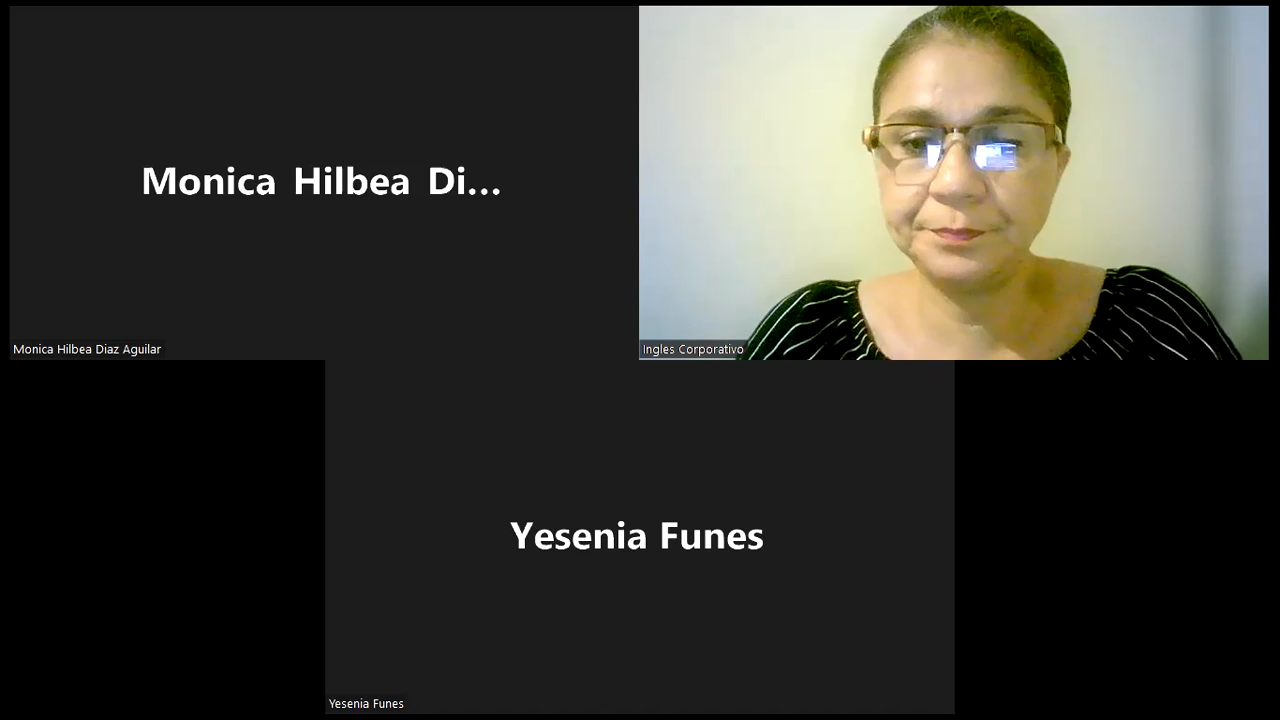 Monica Hilbea Di...
Monica Hilbea Diaz Aguilar
Ingles Corporativo
Yesenia Funes
Yesenia Funes